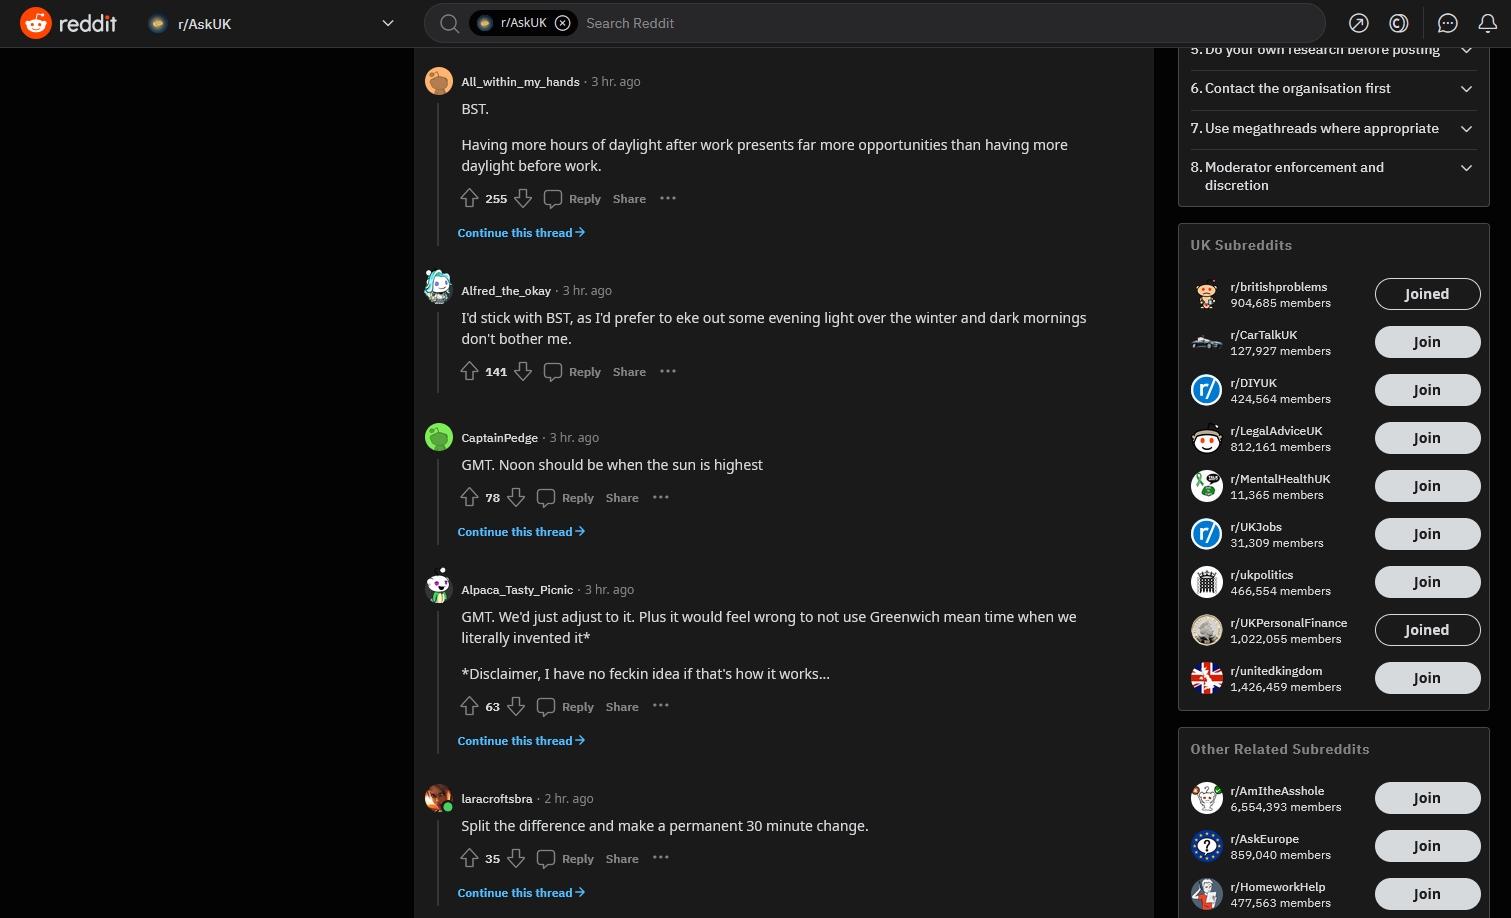 reddit
r/AskUK
r/AskUK
Search Reddit
All_within_my_hands · 3 hr. ago
BST.
Having more hours of daylight after work presents far more opportunities than having more
daylight before work.
255
Reply
Share
Continue this thread
Alfred_the_okay · 3 hr. ago
I'd stick with BST, as I'd prefer to eke out some evening light over the winter and dark mornings
don't bother me.
141
Reply
Share
CaptainPedge · 3 hr. ago
GMT. Noon should be when the sun is highest
78
Reply
Share
Continue this thread
Alpaca_Tasty_Picnic · 3 hr. ago
GMT. We'd just adjust to it. Plus it would feel wrong to not use Greenwich mean time when we
literally invented it*
*Disclaimer, I have no feckin idea if that's how it works...
63
Reply
Share
Continue this thread
laracroftsbra · 2 hr. ago
Split the difference and make a permanent 30 minute change.
35
Reply
Share
Continue this thread
5. Do your own research before posting
6. Contact the organisation first
7. Use megathreads where appropriate
8. Moderator enforcement and
discretion
UK Subreddits
r/britishproblems
904,685 members
Joined
r/CarTalkUK
127,927 members
Join
r/DIYUK
424,564 members
Join
r/LegalAdviceUK
812,161 members
Join
r/MentalHealthUK
11,365 members
Join
r/UKJobs
31,309 members
Join
r/ukpolitics
466,554 members
Join
r/UKPersonalFinance
1,022,055 members
Joined
r/unitedkingdom
1,426,459 members
Join
Other Related Subreddits
r/AmItheAsshole
6,554,393 members
Join
r/AskEurope
859,040 members
Join
r/HomeworkHelp
477,563 members
Join